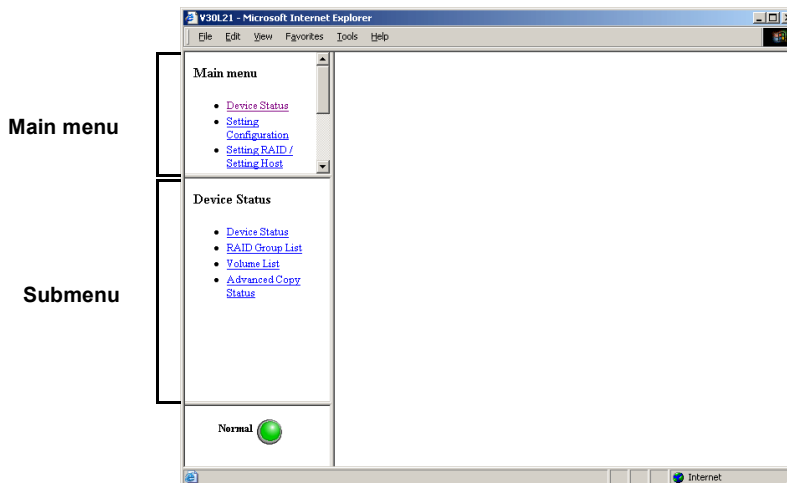 V30L21 - Microsoft Internet Explorer
File Edit View Favorites Tools Help
Main menu
Main menu
• Device Status
• Setting
Configuration
• Setting RAID /
Setting Host
Submenu
Device Status
• Device Status
• RAID Group List
• Volume List
• Advanced Copy
Status
Normal
Internet